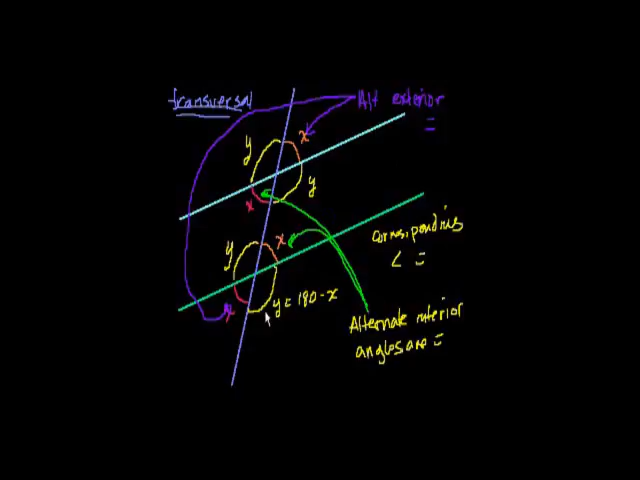 transversal
Alt exterior
=
y
x
y
x
y
x
corresponding
∠ =
y = 180 - x
x
Alternate interior
angles are =